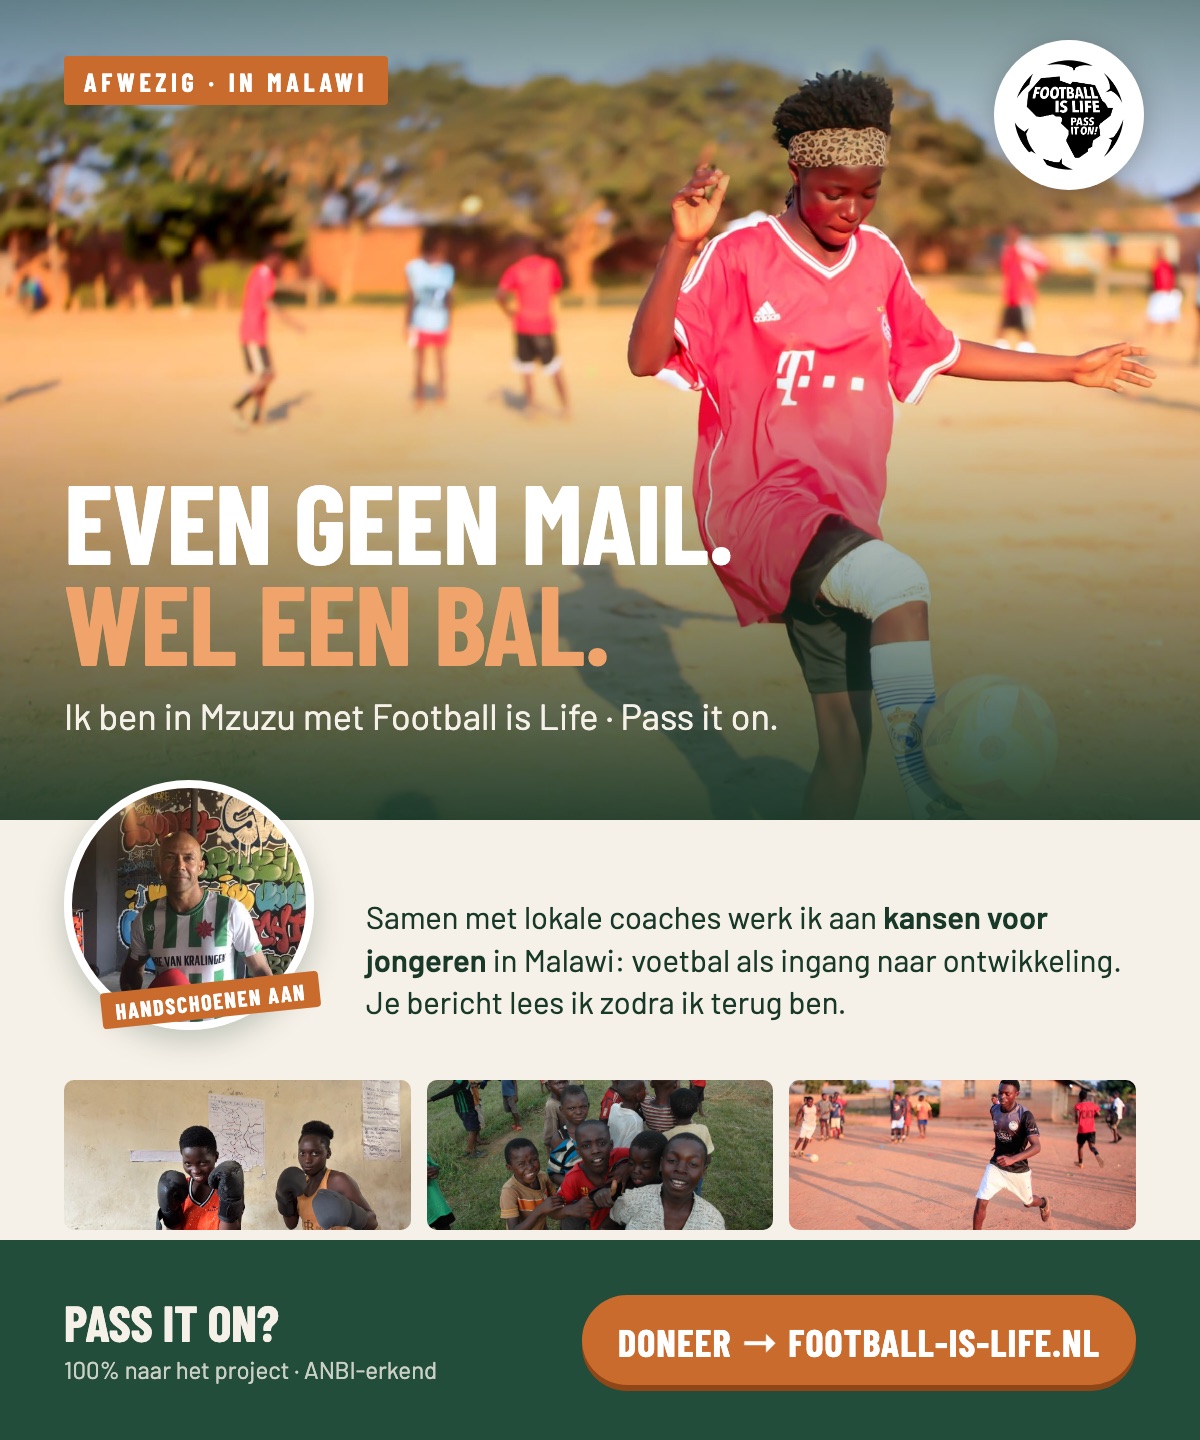 AFWEZIG · IN MALAWI
FOOTBALL
IS LIFE
PASS
IT ON!
T
EVEN GEEN MAIL.
WEL EEN BAL.
Ik ben in Mzuzu met Football is Life · Pass it on.
VAN KRALINGEN
HANDSCHOENEN AAN
Samen met lokale coaches werk ik aan kansen voor
jongeren in Malawi: voetbal als ingang naar ontwikkeling.
Je bericht lees ik zodra ik terug ben.
PASS IT ON?
100% naar het project · ANBI-erkend
DONEER → FOOTBALL-IS-LIFE.NL